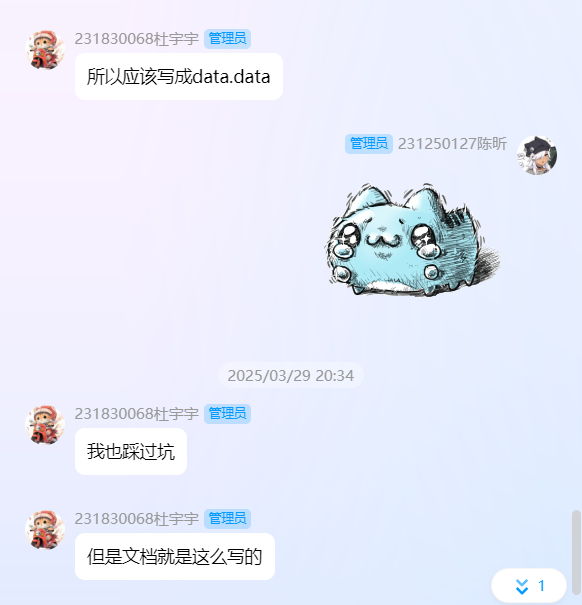 231830068杜宇宇 管理员
所以应该写成data.data
管理员 231250127陈昕
2025/03/29 20:34
231830068杜宇宇 管理员
我也踩过坑
231830068杜宇宇 管理员
但是文档就是这么写的
1